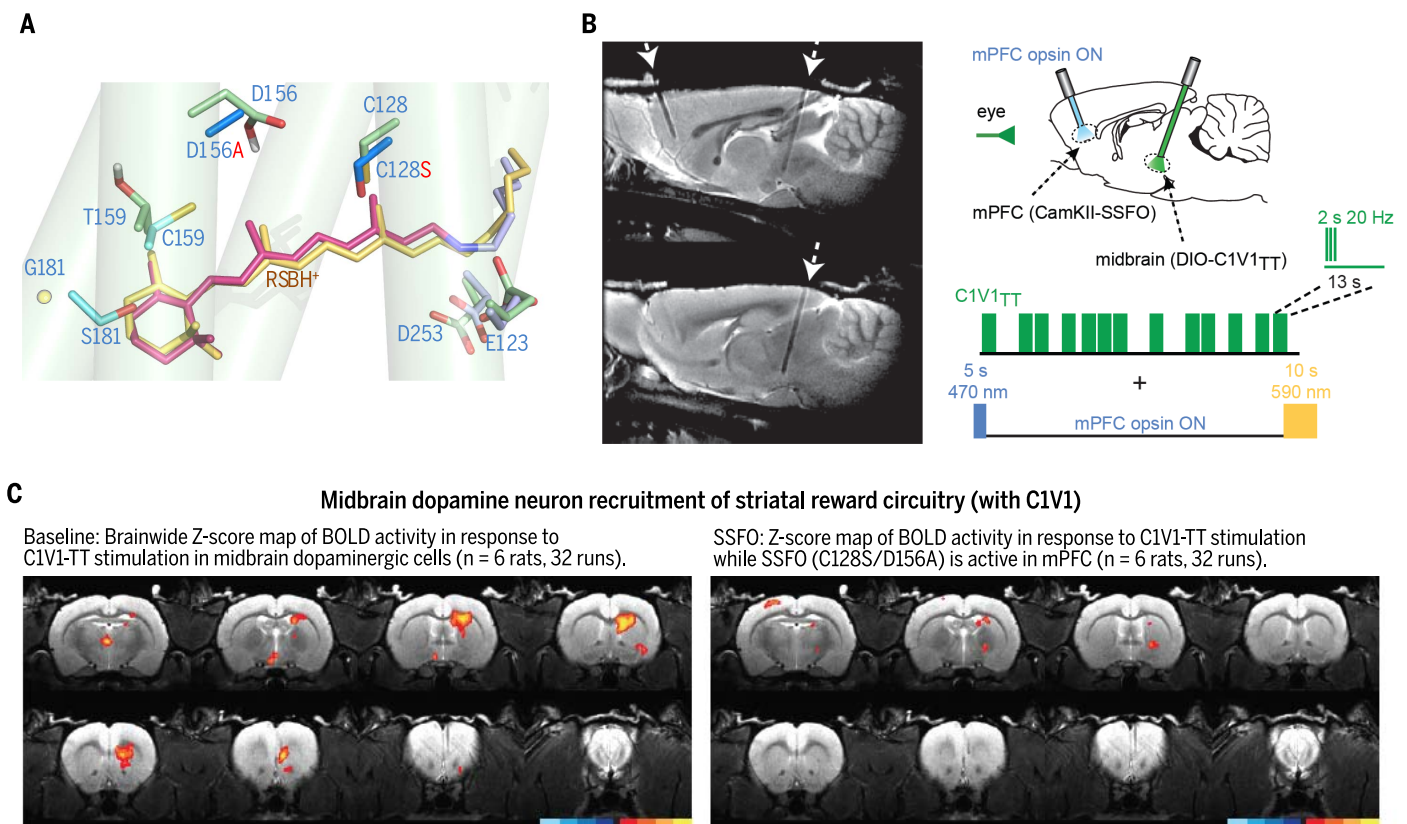 A
D156
C128
D156A
C128S
T159
C159
G181
RSBH+
S181
D253
E123
B
mPFC opsin ON
eye
mPFC (CamKII-SSFO)
2 s 20 Hz
midbrain (DIO-C1V1TT)
13 s
C1V1TT
5 s
470 nm
+
10 s
590 nm
mPFC opsin ON
C
Midbrain dopamine neuron recruitment of striatal reward circuitry (with C1V1)
Baseline: Brainwide Z-score map of BOLD activity in response to
C1V1-TT stimulation in midbrain dopaminergic cells (n = 6 rats, 32 runs).
SSFO: Z-score map of BOLD activity in response to C1V1-TT stimulation
while SSFO (C128S/D156A) is active in mPFC (n = 6 rats, 32 runs).